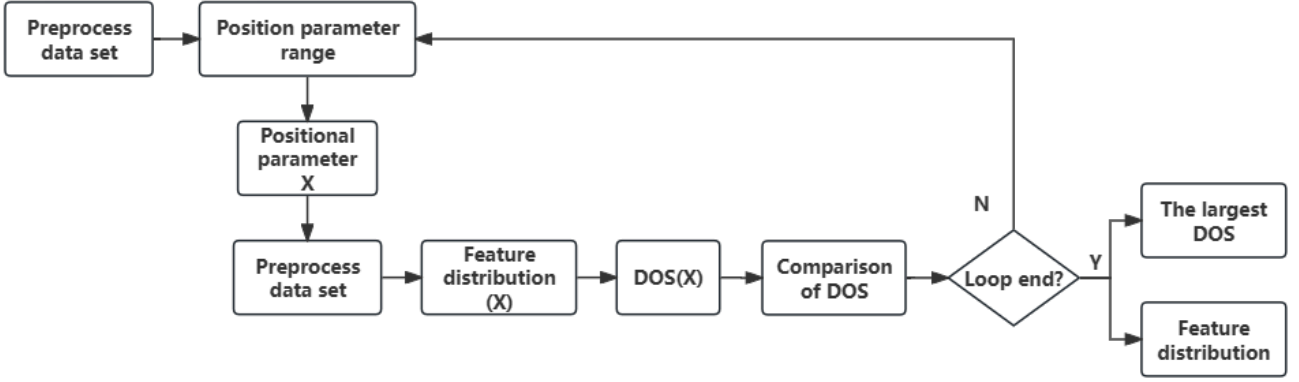 Preprocess
data set
Position parameter
range
Positional
parameter
X
Preprocess
data set
Feature
distribution
(X)
DOS(X)
Comparison
of DOS
Loop end?
N
Y
The largest
DOS
Feature
distribution